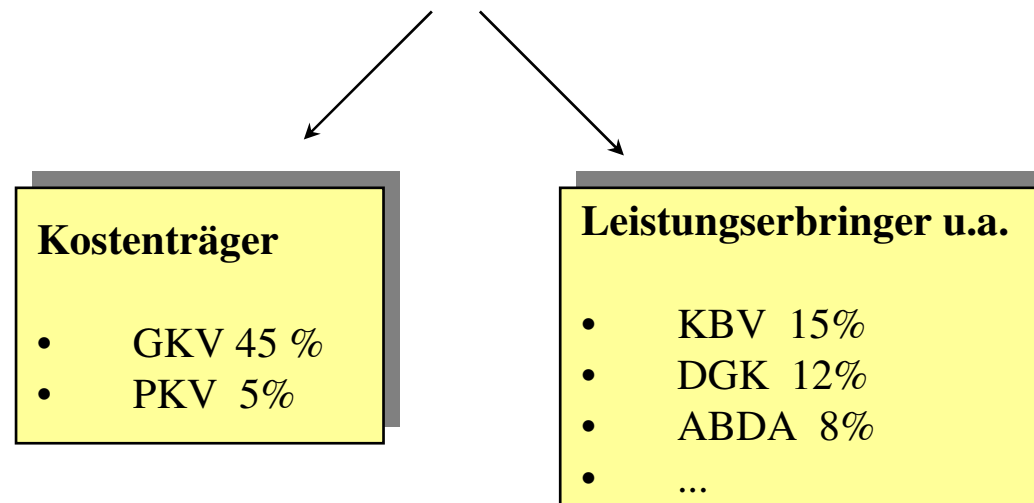 Kostenträger
• GKV 45 %
• PKV 5%
Leistungserbringer u.a.
• KBV 15%
• DGK 12%
• ABDA 8%
• ...